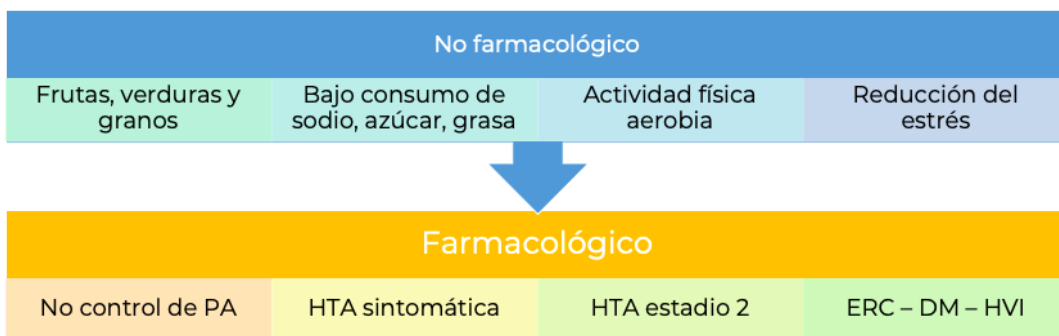 No farmacológico
Frutas, verduras y
granos
Bajo consumo de
sodio, azúcar, grasa
Actividad física
aerobia
Reducción del
estrés
Farmacológico
No control de PA
HTA sintomática
HTA estadio 2
ERC – DM – HVI